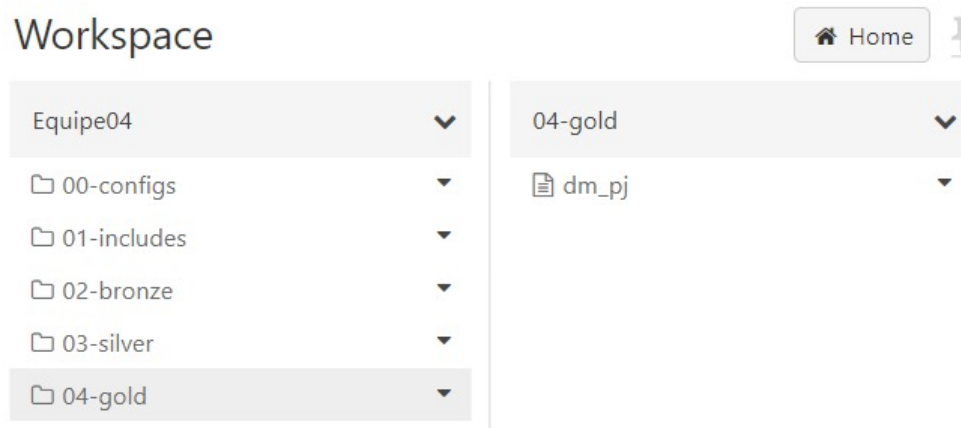 Workspace
Home
Equipe04
00-configs
01-includes
02-bronze
03-silver
04-gold
04-gold
dm_pj